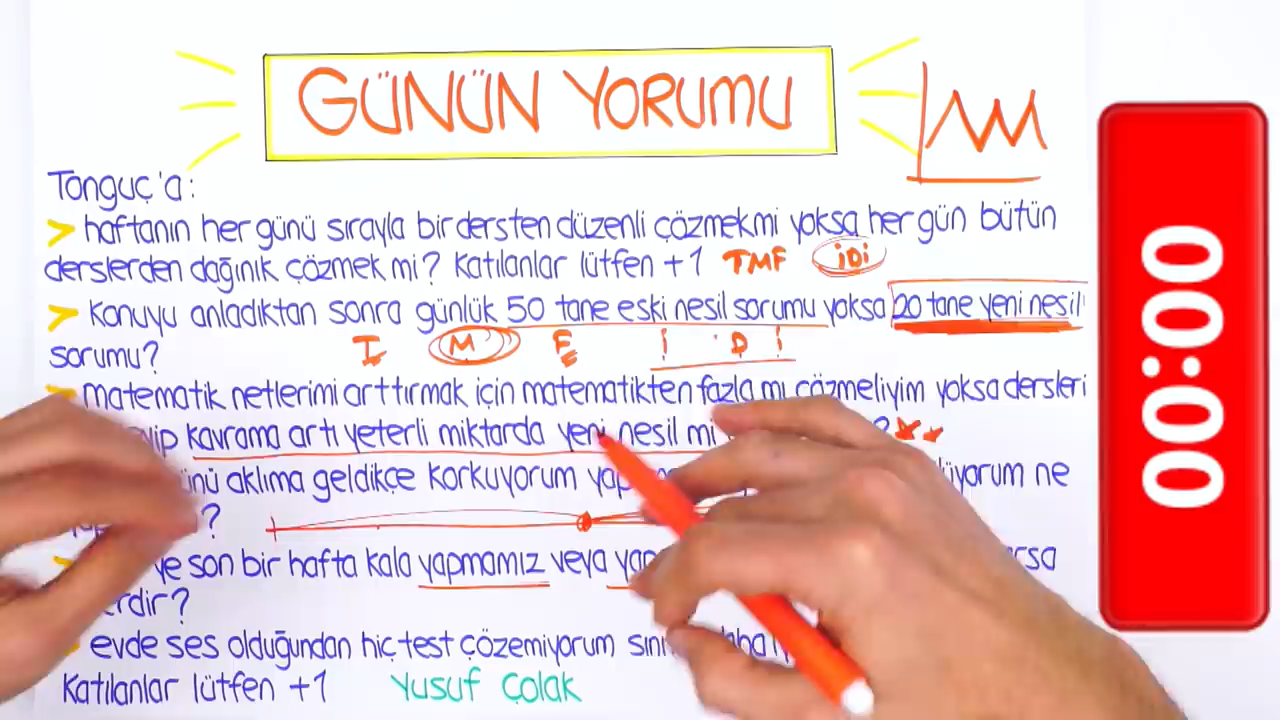 GÜNÜN YORUMU
Tonguç'a:
> haftanın her günü sırayla bir dersten düzenli çözmek mi yoksa her gün bütün
derslerden dağınık çözmek mi? Katılanlar lütfen +1 TMF İDİ
> Konuyu anladıktan sonra günlük 50 tane eski nesil sorumu yoksa 20 tane yeni nesil
sorumu? T M F İ D İ
> matematik netlerimi arttırmak için matematikten fazla mı çözmeliyim yoksa dersleri
kavrama artı yeterli miktarda yeni nesil mi ?
aklıma geldikçe korkuyorum ne
?
son bir hafta kala yapmamız veya
?
evde ses olduğundan hiç test çözemiyorum
Katılanlar lütfen +1 Yusuf Çolak
00:00